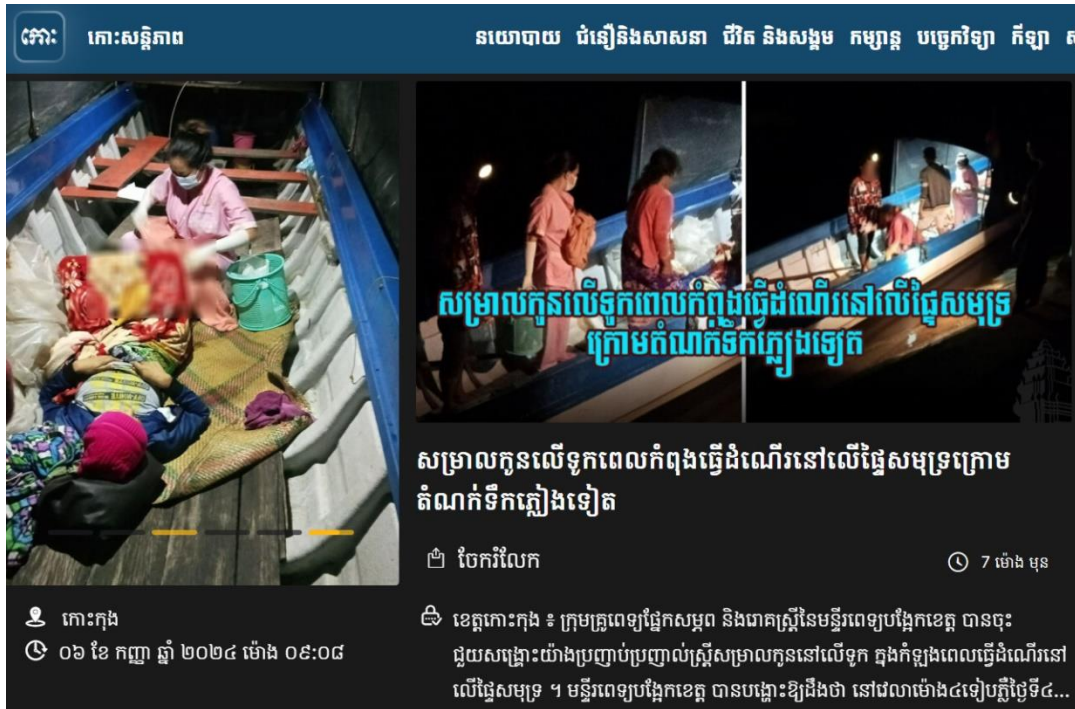 កោះ
កោះសន្តិភាព
នយោបាយ ជំនឿនិងសាសនា ជីវិត និងសង្គម កម្សាន្ត បច្ចេកវិទ្យា កីឡា
សម្រាលកូនលើទូកពេលកំពុងធ្វើដំណើរនៅលើផ្ទៃសមុទ្រ
ក្រោមតំណក់ទឹកភ្លៀងទៀត
សម្រាលកូនលើទូកពេលកំពុងធ្វើដំណើរនៅលើផ្ទៃសមុទ្រក្រោម
តំណក់ទឹកភ្លៀងទៀត
ចែករំលែក
7 ម៉ោង មុន
កោះកុង
០៦ ខែ កញ្ញា ឆ្នាំ ២០២៤ ម៉ោង ០៩:០៨
ខេត្តកោះកុង ៖ ក្រុមគ្រូពេទ្យផ្នែកសម្ភព និងរោគស្ត្រីនៃមន្ទីរពេទ្យបង្អែកខេត្ត បានចុះ
ជួយសង្គ្រោះយ៉ាងប្រញាប់ប្រញាល់ស្ត្រីសម្រាលកូននៅលើទូក ក្នុងកំឡុងពេលធ្វើដំណើរនៅ
លើផ្ទៃសមុទ្រ ។ មន្ទីរពេទ្យបង្អែកខេត្ត បានបង្ហោះឱ្យដឹងថា នៅវេលាម៉ោង៤ទៀបភ្លឺថ្ងៃទី៤...